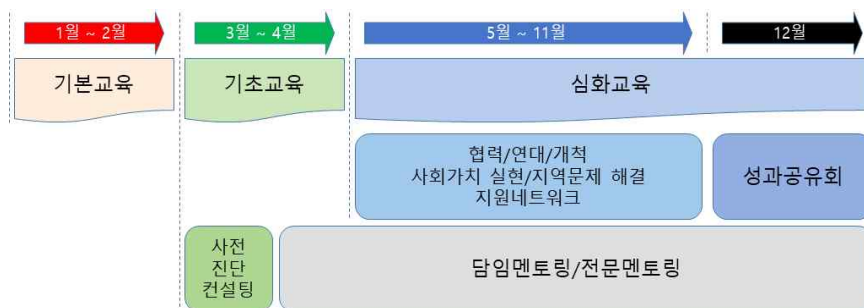 1월 ~ 2월
3월 ~ 4월
5월 ~ 11월
12월
기본교육
기초교육
심화교육
협력/연대/개척
사회가치 실현/지역문제 해결
지원네트워크
성과공유회
사전
진단
컨설팅
담임멘토링/전문멘토링